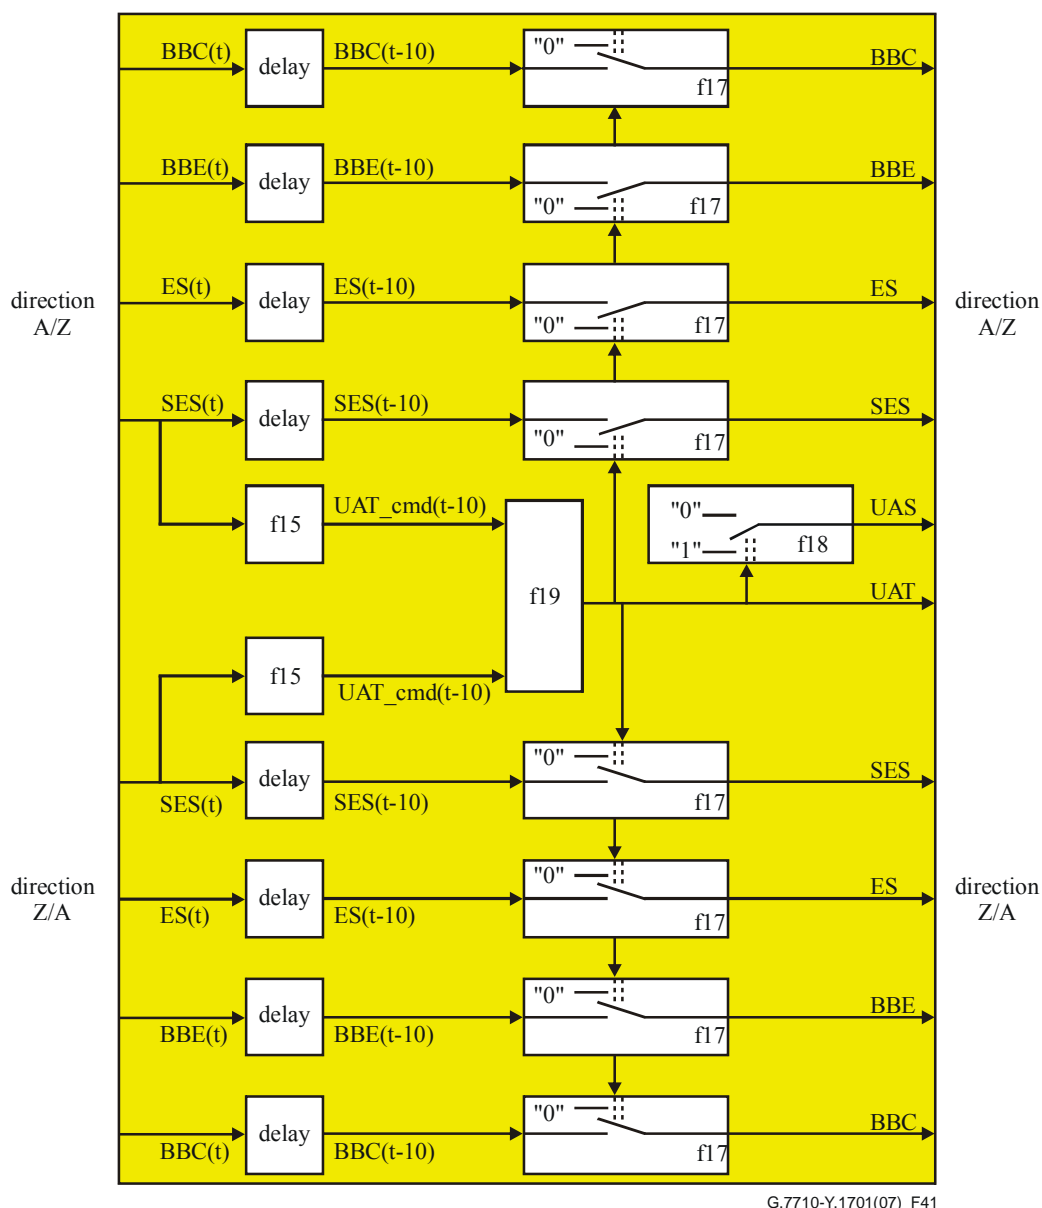 BBC(t) delay BBC(t-10) "0" f17 BBC
BBE(t) delay BBE(t-10) "0" f17 BBE
direction A/Z
ES(t) delay ES(t-10) "0" f17 ES
direction A/Z
SES(t) delay SES(t-10) "0" f17 SES
f15 UAT_cmd(t-10) "0" "1" f18 UAS
f19 UAT
f15 UAT_cmd(t-10)
SES(t) delay SES(t-10) "0" f17 SES
direction Z/A
ES(t) delay ES(t-10) "0" f17 ES
direction Z/A
BBE(t) delay BBE(t-10) "0" f17 BBE
BBC(t) delay BBC(t-10) "0" f17 BBC
G.7710-Y.1701(07)_F41